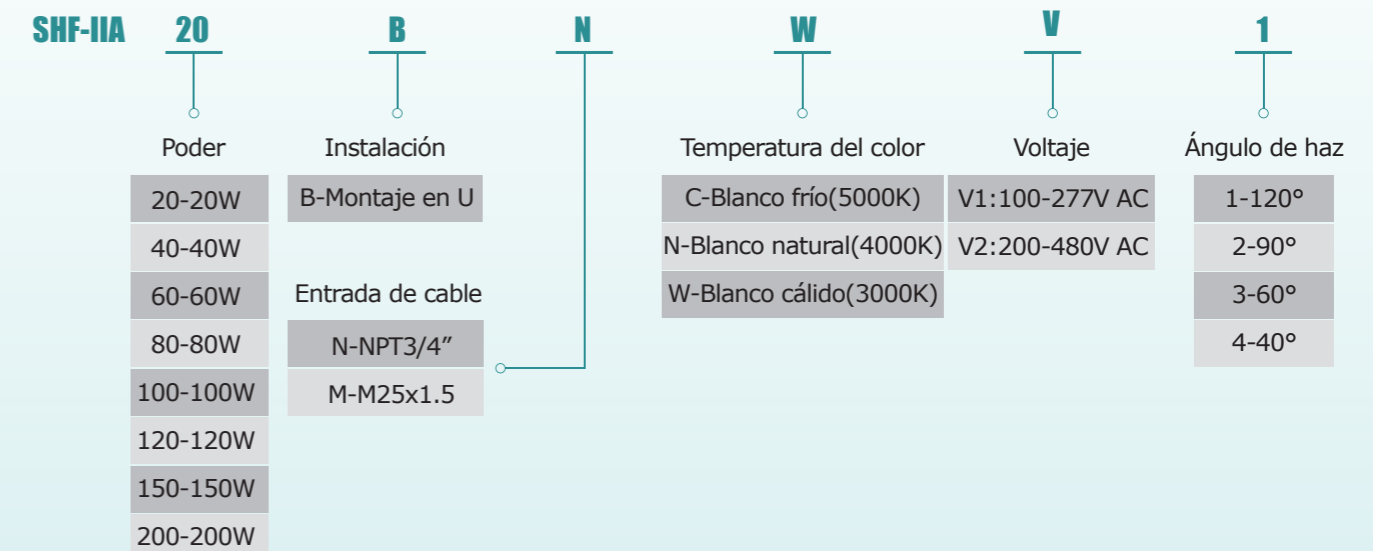 SHF-IIA 20 B N W V 1
Poder Instalación Temperatura del color Voltaje Ángulo de haz
20-20W B-Montaje en U C-Blanco frío(5000K) V1:100-277V AC 1-120°
40-40W N-Blanco natural(4000K) V2:200-480V AC 2-90°
60-60W Entrada de cable W-Blanco cálido(3000K) 3-60°
80-80W N-NPT3/4″ 4-40°
100-100W M-M25x1.5
120-120W
150-150W
200-200W